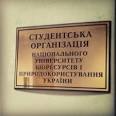 СТУДЕНТСЬКА
ОРГАНІЗАЦІЯ
НАЦІОНАЛЬНОГО
УНІВЕРСИТЕТУ
БІОРЕСУРСІВ І
ПРИРОДОКОРИСТУВАННЯ
УКРАЇНИ